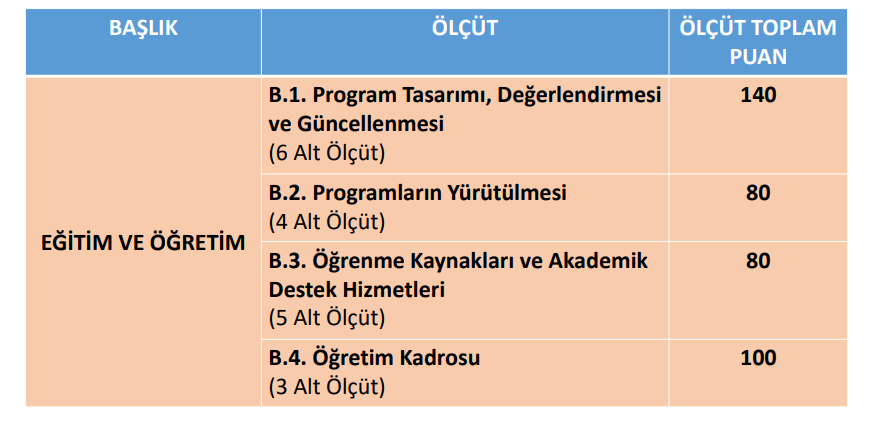 BAŞLIK
ÖLÇÜT
ÖLÇÜT TOPLAM
PUAN
EĞİTİM VE ÖĞRETİM
B.1. Program Tasarımı, Değerlendirmesi
ve Güncellenmesi
(6 Alt Ölçüt)
140
B.2. Programların Yürütülmesi
(4 Alt Ölçüt)
80
B.3. Öğrenme Kaynakları ve Akademik
Destek Hizmetleri
(5 Alt Ölçüt)
80
B.4. Öğretim Kadrosu
(3 Alt Ölçüt)
100